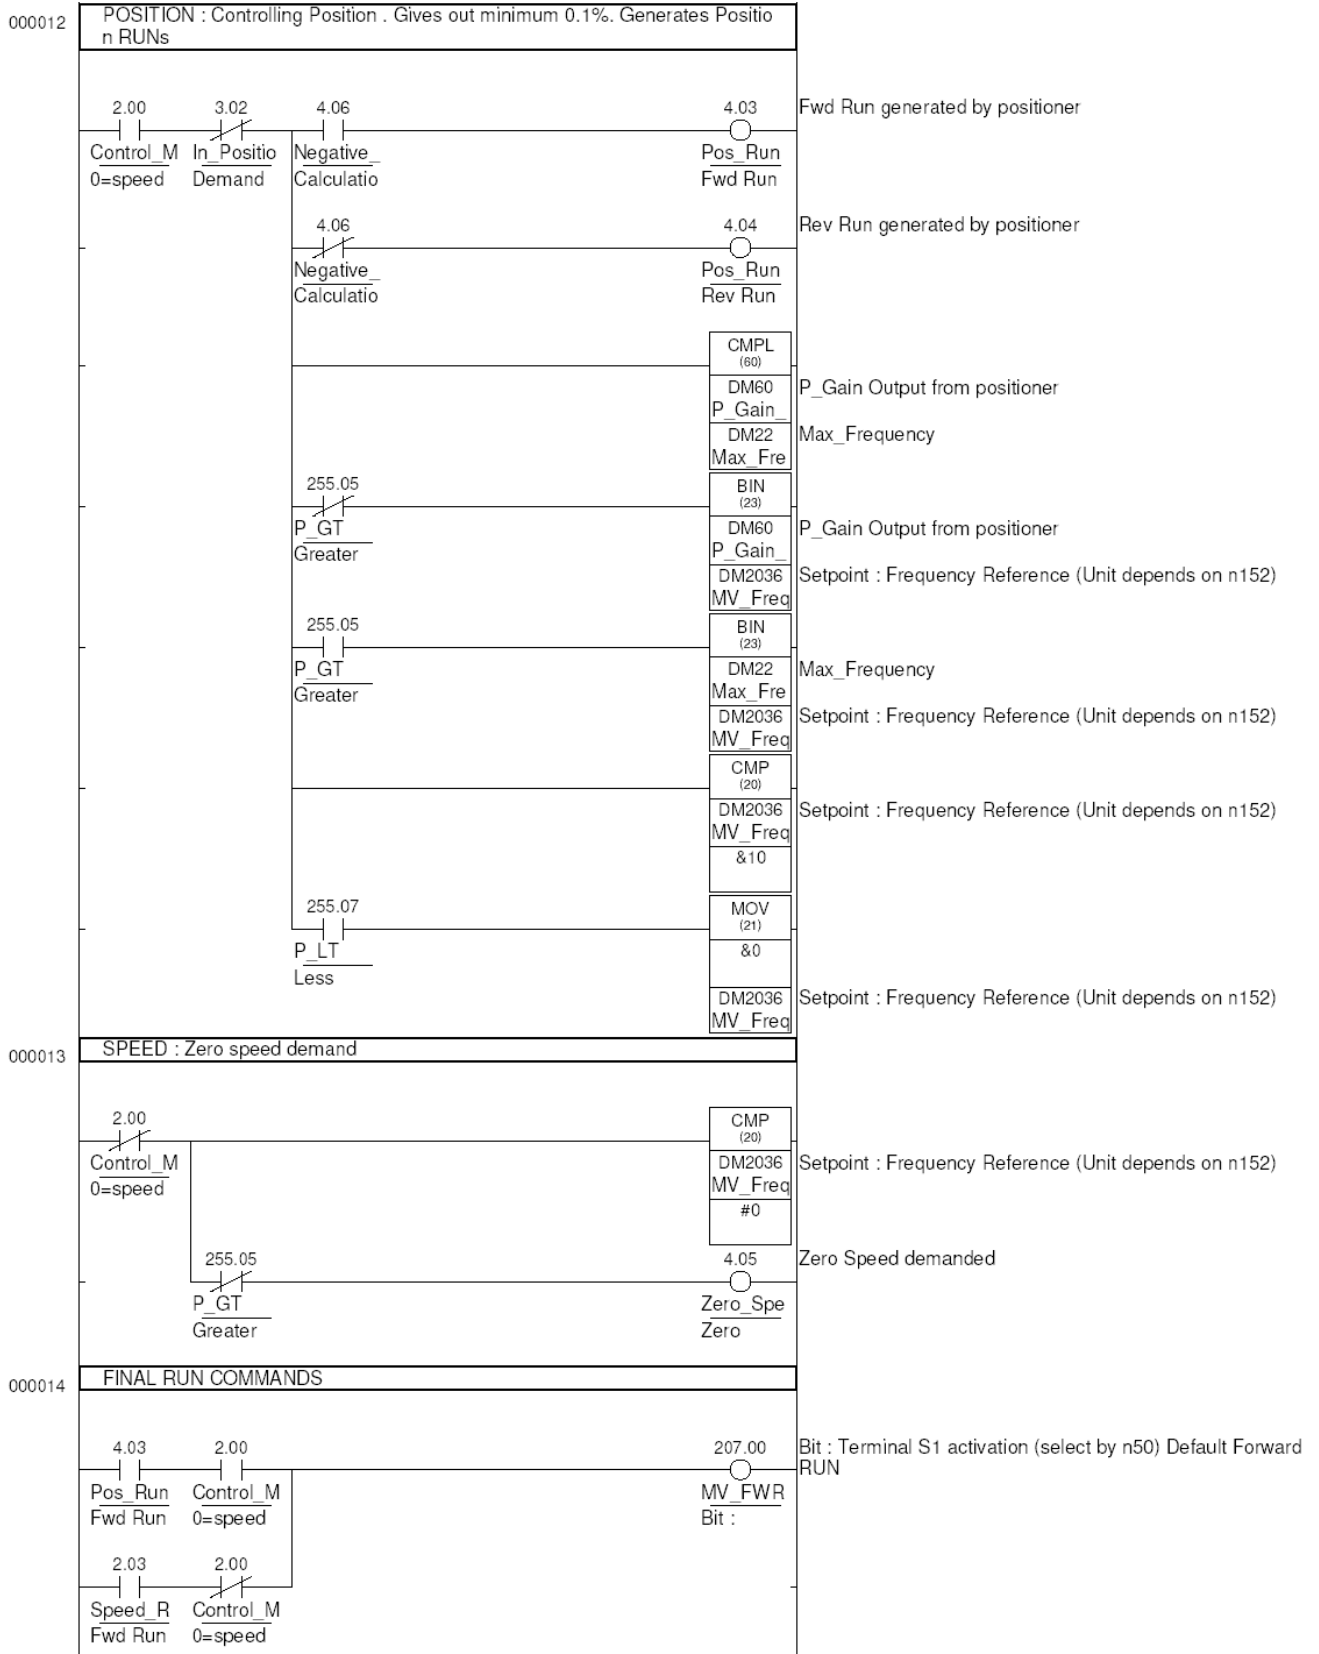 000012
POSITION : Controlling Position . Gives out minimum 0.1%. Generates Positio
n RUNs
2.00 3.02 4.06 4.03 Fwd Run generated by positioner
Control_M In_Positio Negative_ Pos_Run
0=speed Demand Calculatio Fwd Run
4.06 4.04 Rev Run generated by positioner
Negative_ Pos_Run
Calculatio Rev Run
CMPL
(60)
DM60 P_Gain Output from positioner
P_Gain_
DM22 Max_Frequency
Max_Fre
255.05 BIN
(23)
P_GT DM60 P_Gain Output from positioner
Greater P_Gain_
DM2036 Setpoint : Frequency Reference (Unit depends on n152)
MV_Freq
255.05 BIN
(23)
P_GT DM22 Max_Frequency
Greater Max_Fre
DM2036 Setpoint : Frequency Reference (Unit depends on n152)
MV_Freq
CMP
(20)
DM2036 Setpoint : Frequency Reference (Unit depends on n152)
MV_Freq
&10
255.07 MOV
(21)
P_LT &0
Less
DM2036 Setpoint : Frequency Reference (Unit depends on n152)
MV_Freq
000013 SPEED : Zero speed demand
2.00 CMP
(20)
Control_M DM2036 Setpoint : Frequency Reference (Unit depends on n152)
0=speed MV_Freq
#0
255.05 4.05 Zero Speed demanded
P_GT Zero_Spe
Greater Zero
000014 FINAL RUN COMMANDS
4.03 2.00 207.00 Bit : Terminal S1 activation (select by n50) Default Forward
RUN
Pos_Run Control_M MV_FWR
Fwd Run 0=speed Bit :
2.03 2.00
Speed_R Control_M
Fwd Run 0=speed